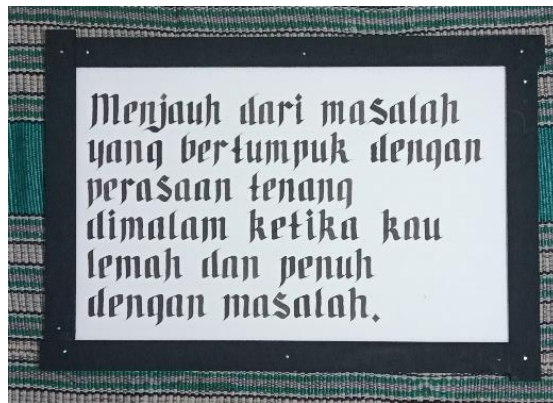 Menjauh dari masalah
yang bertumpuk dengan
perasaan tenang
dimalam ketika kau
lemah dan penuh
dengan masalah.